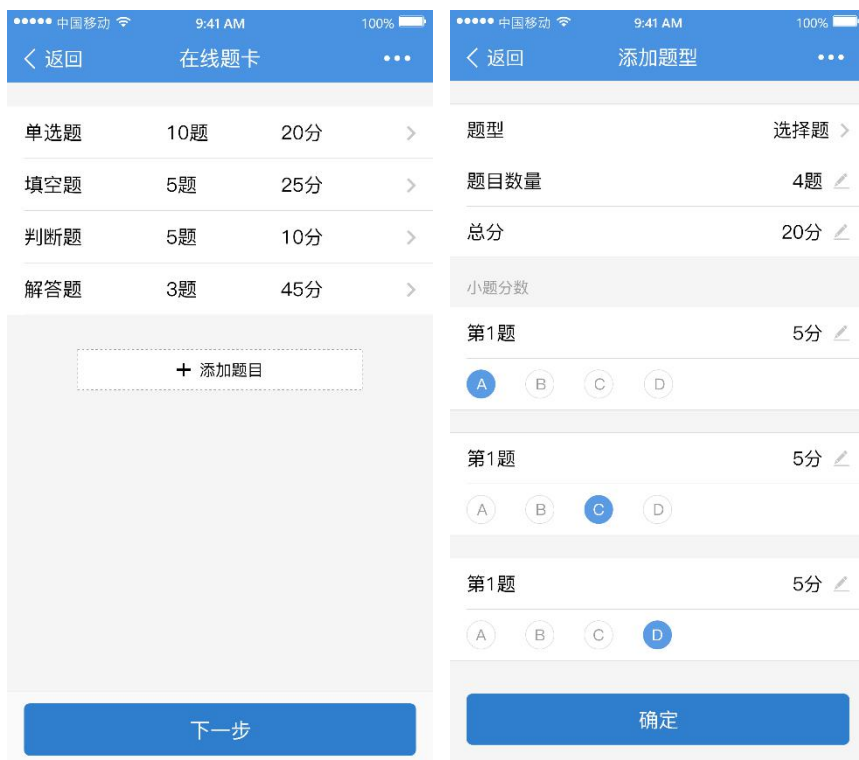 中国移动 9:41 AM 100%
返回 在线题卡
单选题 10题 20分
填空题 5题 25分
判断题 5题 10分
解答题 3题 45分
+ 添加题目
下一步
中国移动 9:41 AM 100%
返回 添加题型
题型 选择题
题目数量 4题
总分 20分
小题分数
第1题 5分
A B C D
第1题 5分
A B C D
第1题 5分
A B C D
确定